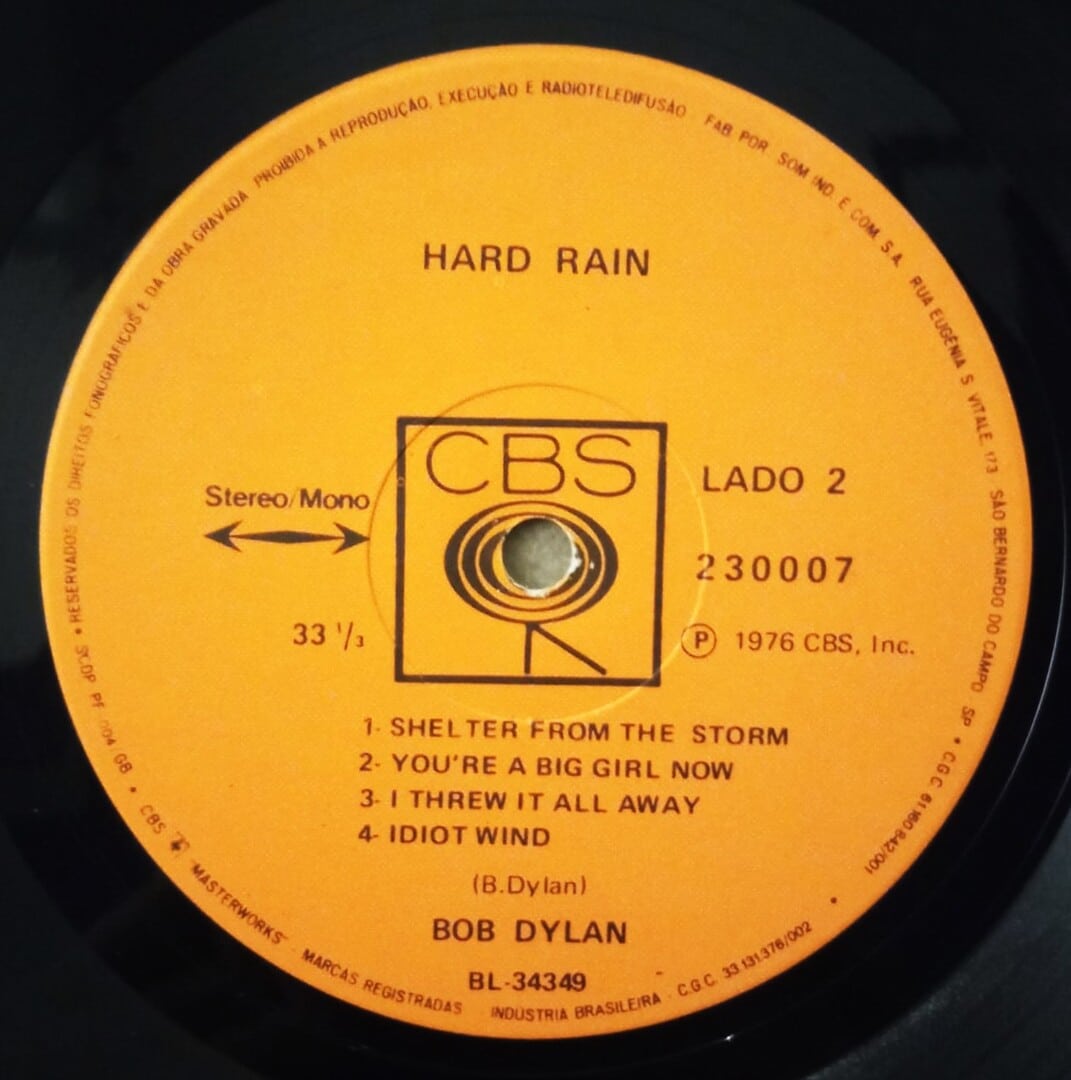 HARD RAIN
CBS
Stereo/Mono
LADO 2
230007
33 1/3
Ⓟ 1976 CBS, Inc.
1- SHELTER FROM THE STORM
2- YOU'RE A BIG GIRL NOW
3- I THREW IT ALL AWAY
4- IDIOT WIND
(B.Dylan)
BOB DYLAN
BL-34349
SCDP PF 004/GB • RESERVADOS OS DIREITOS FONOGRÁFICOS E DA OBRA GRAVADA PROIBIDA A REPRODUÇÃO, EXECUÇÃO E RADIOTELEDIFUSÃO FAB. POR SOM IND. E COM. S.A. RUA EUGÊNIA S. VITALE, 173 SÃO BERNARDO DO CAMPO SP • C.G.C. 61.160.842/001
• CBS MASTERWORKS MARCAS REGISTRADAS INDÚSTRIA BRASILEIRA C.G.C. 33.131.376/002 •